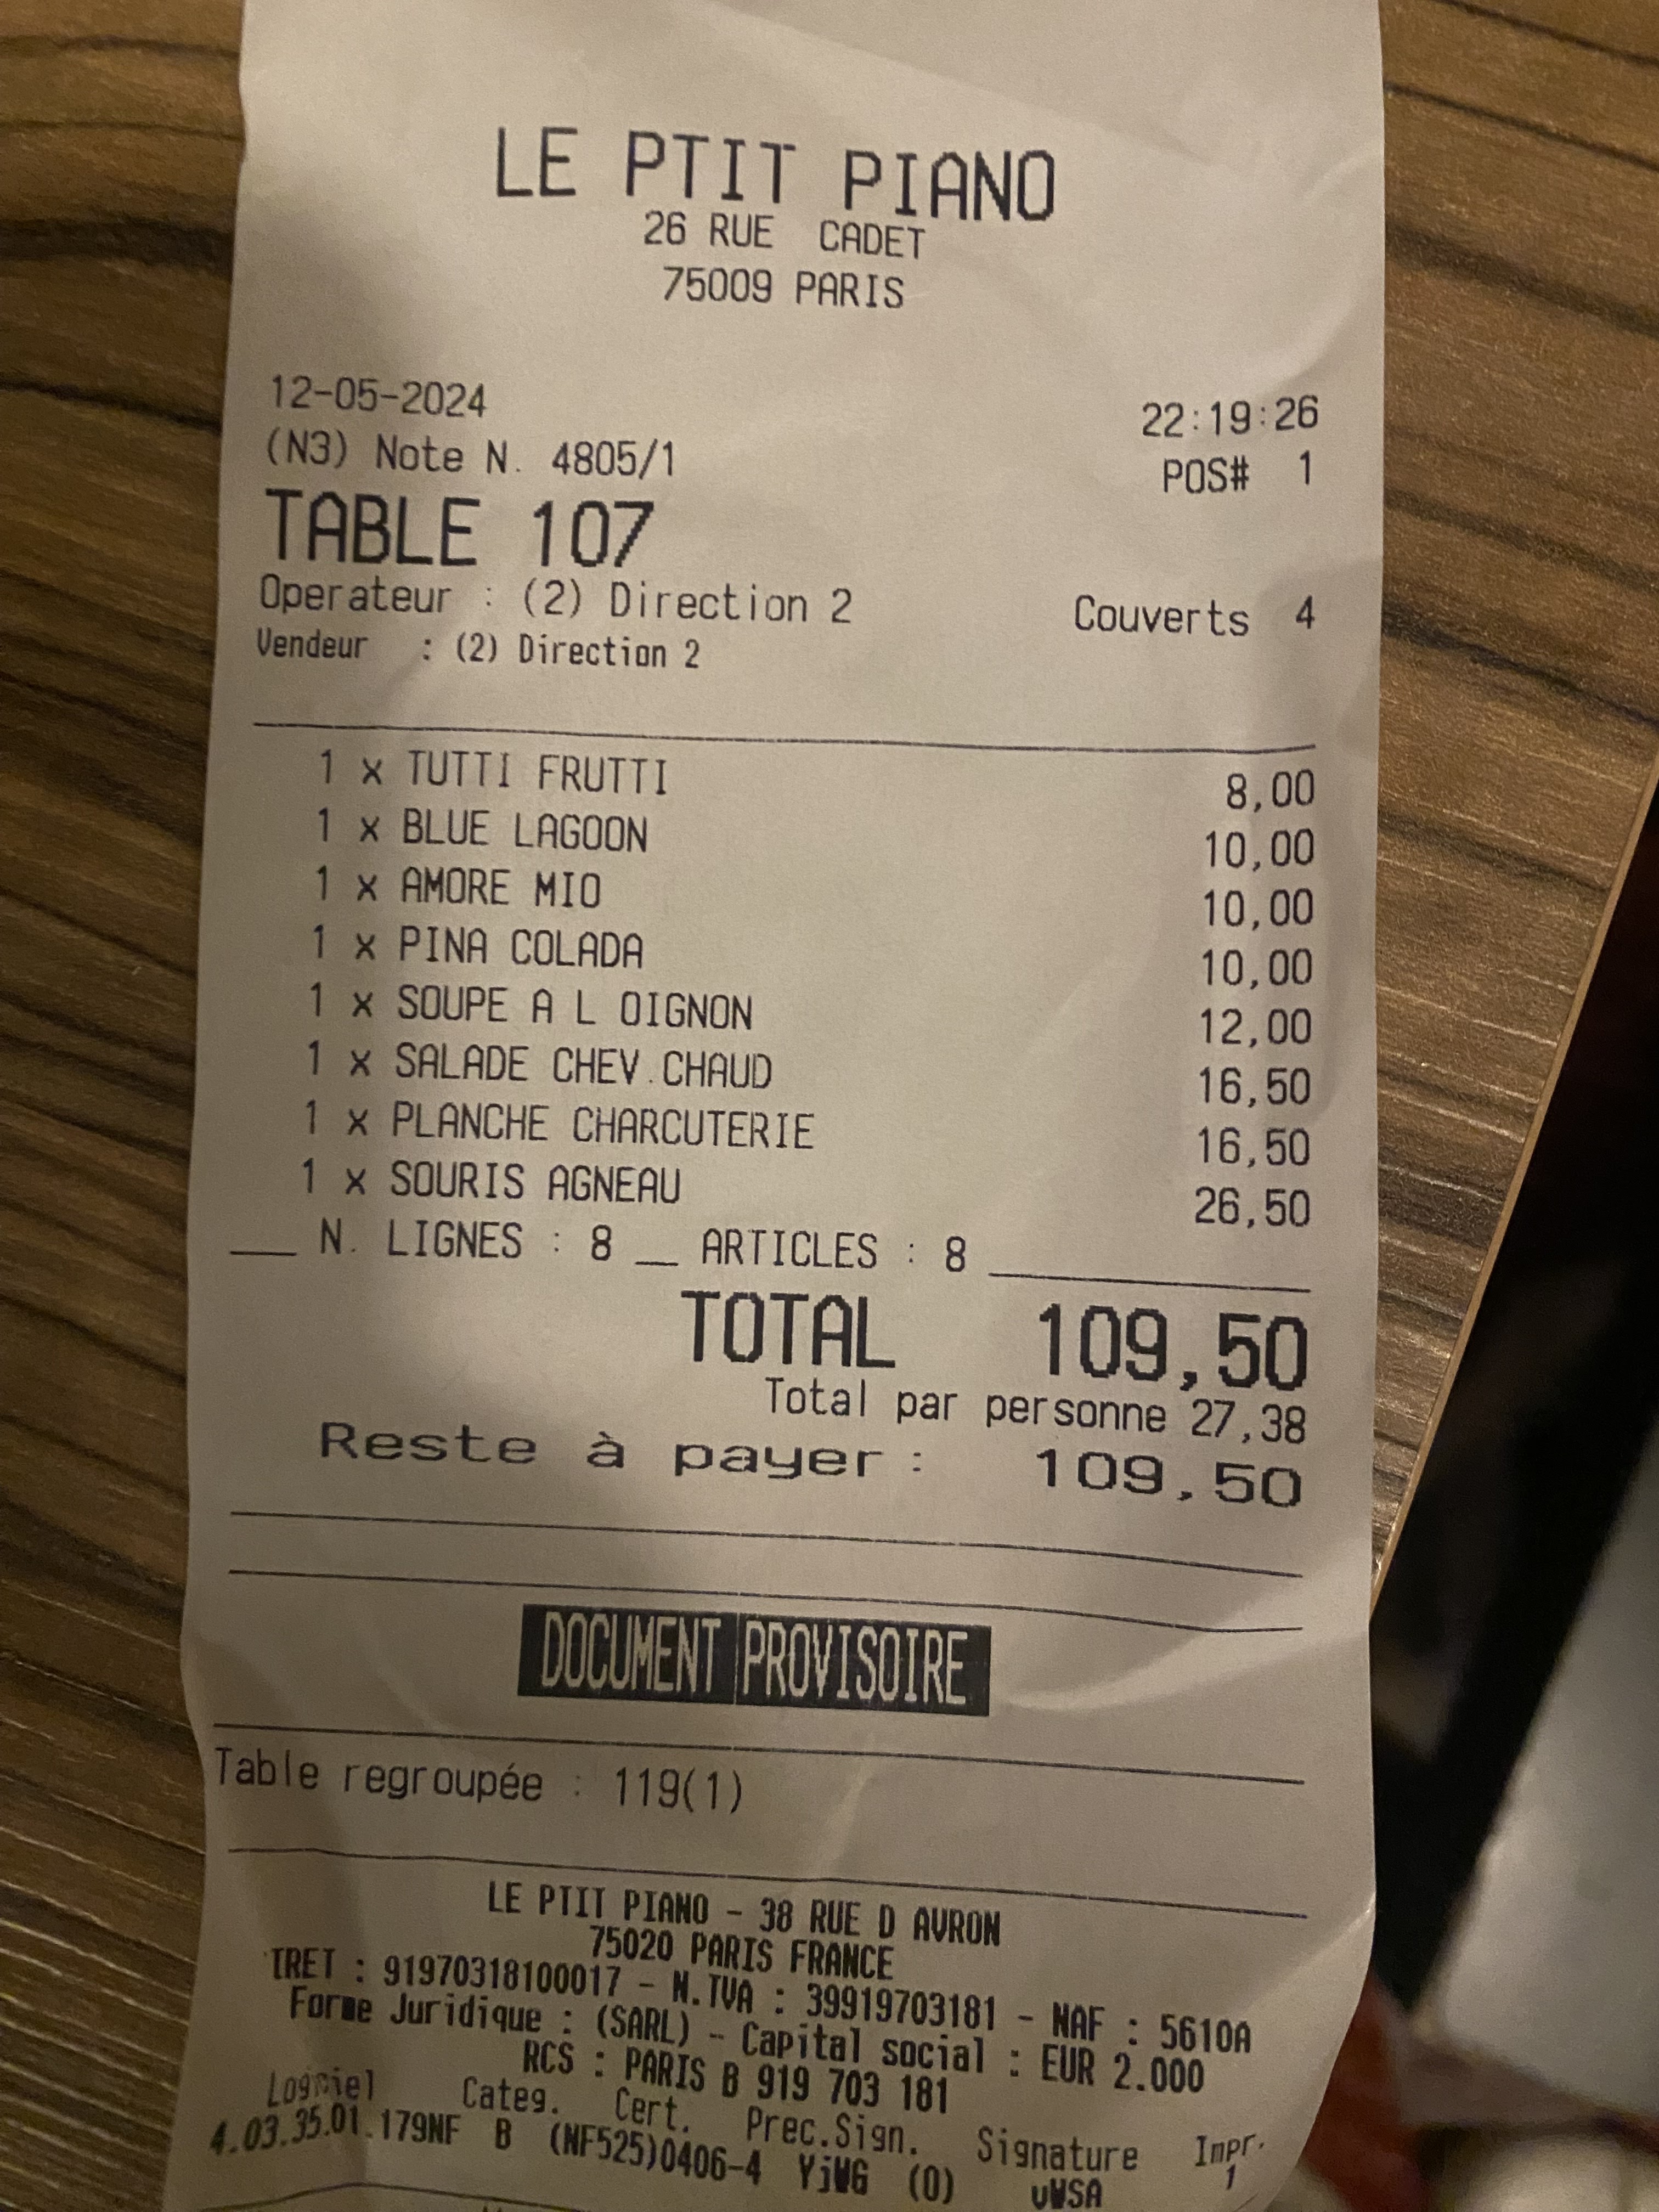 LE PTIT PIANO
26 RUE CADET
75009 PARIS
12-05-2024 22:19:26
(N3) Note N. 4805/1 POS# 1
TABLE 107
Operateur : (2) Direction 2 Couverts 4
Vendeur : (2) Direction 2
1 x TUTTI FRUTTI 8,00
1 x BLUE LAGOON 10,00
1 x AMORE MIO 10,00
1 x PINA COLADA 10,00
1 x SOUPE A L OIGNON 12,00
1 x SALADE CHEV.CHAUD 16,50
1 x PLANCHE CHARCUTERIE 16,50
1 x SOURIS AGNEAU 26,50
N. LIGNES : 8 __ ARTICLES : 8
TOTAL 109,50
Total par personne 27,38
Reste à payer : 109,50
DOCUMENT PROVISOIRE
Table regroupée : 119(1)
LE PTIT PIANO - 38 RUE D AVRON
75020 PARIS FRANCE
IRET : 91970318100017 - N.TVA : 39919703181 - NAF : 5610A
Forme Juridique : (SARL) - Capital social : EUR 2.000
RCS : PARIS B 919 703 181
Logiciel Categ. Cert. Prec.Sign. Signature Impr.
4.03.35.01.179NF B (NF525)0406-4 YjWG (0) vWSA 1